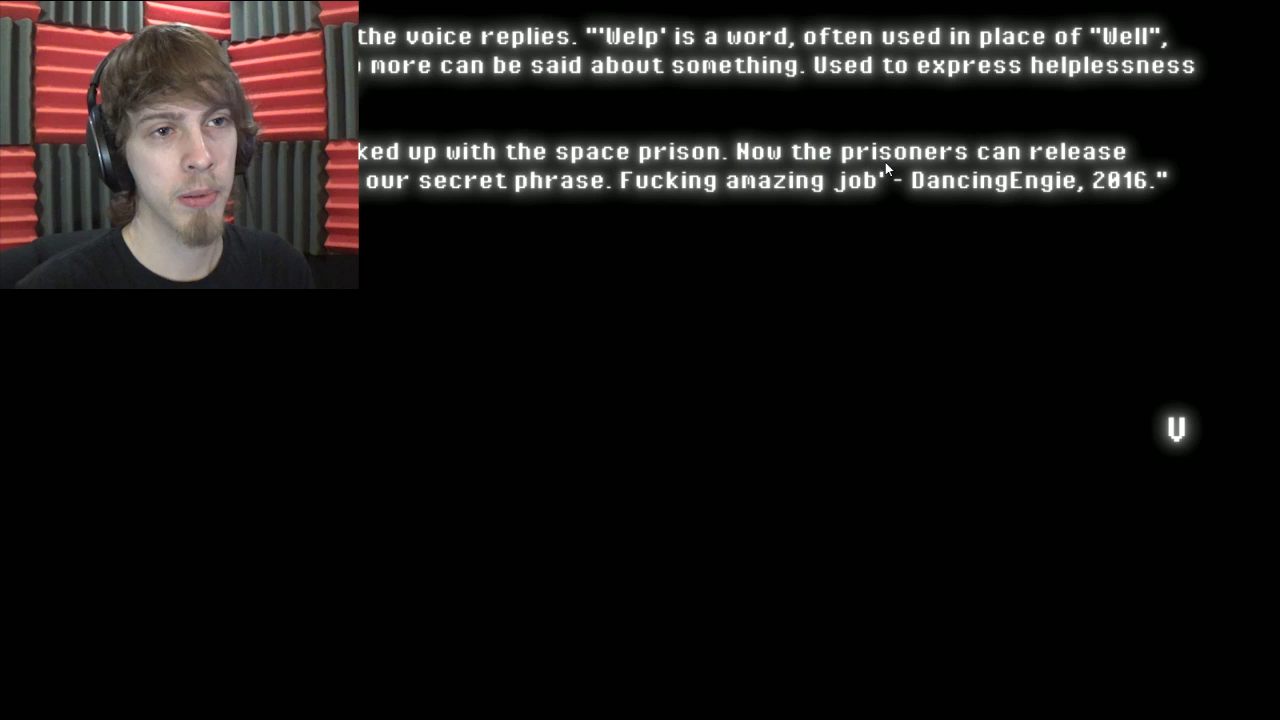 the voice replies. "'Welp' is a word, often used in place of "Well",
more can be said about something. Used to express helplessness
up with the space prison. Now the prisoners can release
our secret phrase. Fucking amazing job' - DancingEngie, 2016."
V